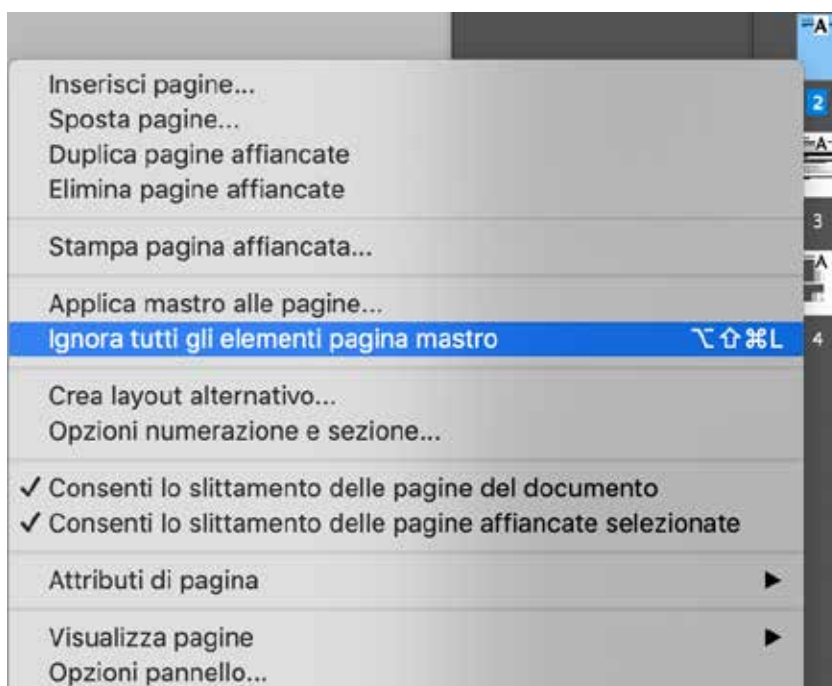 A
Inserisci pagine...
2
Sposta pagine...
Duplica pagine affiancate
A
Elimina pagine affiancate
3
Stampa pagina affiancata...
A
Applica mastro alle pagine...
Ignora tutti gli elementi pagina mastro ⌥⇧⌘L
4
Crea layout alternativo...
Opzioni numerazione e sezione...
✓ Consenti lo slittamento delle pagine del documento
✓ Consenti lo slittamento delle pagine affiancate selezionate
Attributi di pagina ▶
Visualizza pagine ▶
Opzioni pannello...